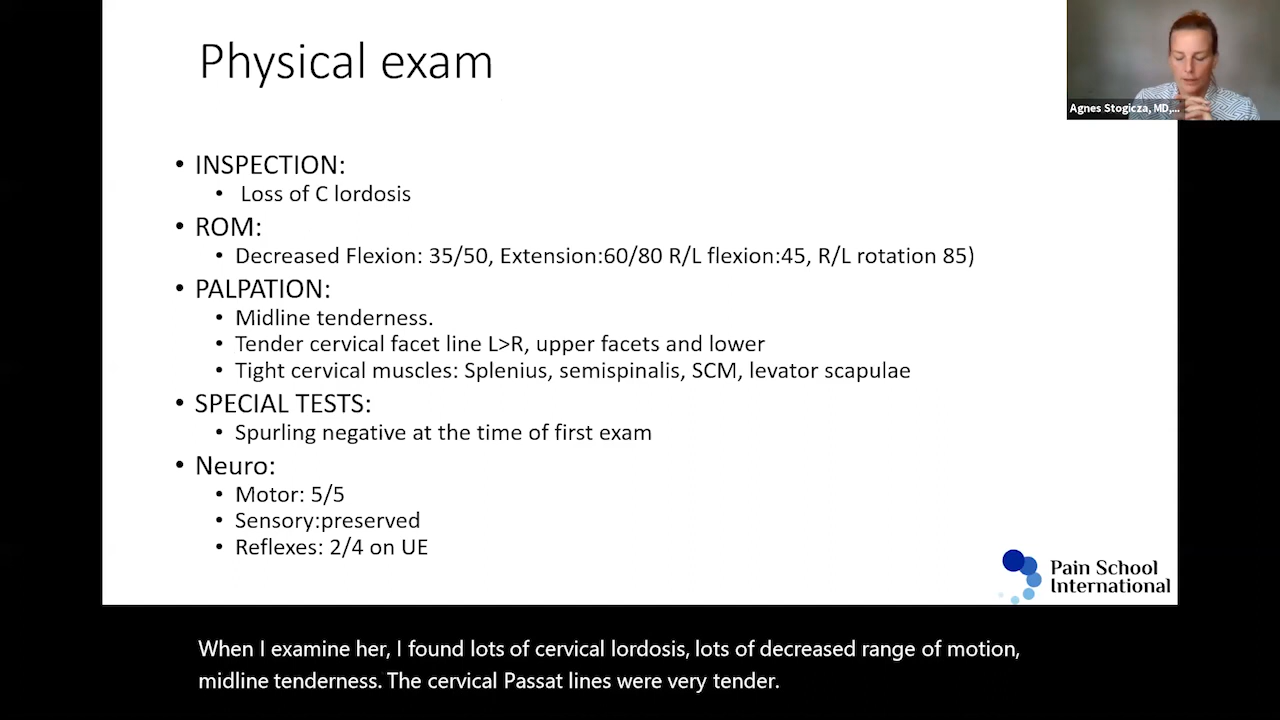 Physical exam
Agnes Stogicza, MD,...
• INSPECTION:
• Loss of C lordosis
• ROM:
• Decreased Flexion: 35/50, Extension:60/80 R/L flexion:45, R/L rotation 85)
• PALPATION:
• Midline tenderness.
• Tender cervical facet line L>R, upper facets and lower
• Tight cervical muscles: Splenius, semispinalis, SCM, levator scapulae
• SPECIAL TESTS:
• Spurling negative at the time of first exam
• Neuro:
• Motor: 5/5
• Sensory:preserved
• Reflexes: 2/4 on UE
Pain School
International
When I examine her, I found lots of cervical lordosis, lots of decreased range of motion,
midline tenderness. The cervical Passat lines were very tender.